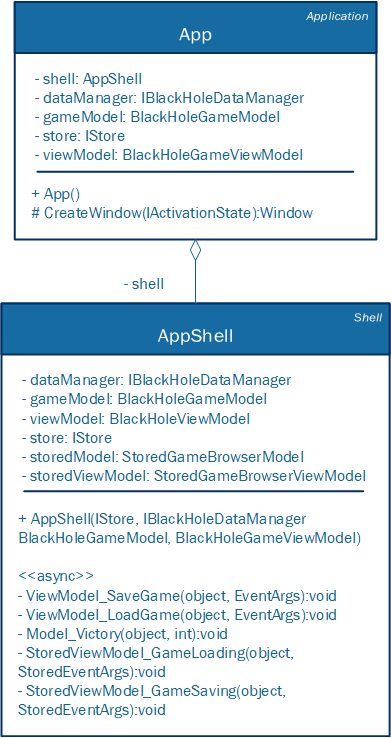 Application
App
- shell: AppShell
- dataManager: IBlackHoleDataManager
- gameModel: BlackHoleGameModel
- store: IStore
- viewModel: BlackHoleGameViewModel
+ App()
# CreateWindow(IActivationState):Window
- shell
Shell
AppShell
- dataManager: IBlackHoleDataManager
- gameModel: BlackHoleGameModel
- viewModel: BlackHoleViewModel
- store: IStore
- storedModel: StoredGameBrowserModel
- storedViewModel: StoredGameBrowserViewModel
+ AppShell(IStore, IBlackHoleDataManager
BlackHoleGameModel, BlackHoleGameViewModel)
<<async>>
- ViewModel_SaveGame(object, EventArgs):void
- ViewModel_LoadGame(object, EventArgs):void
- Model_Victory(object, int):void
- StoredViewModel_GameLoading(object,
StoredEventArgs):void
- StoredViewModel_GameSaving(object,
StoredEventArgs):void